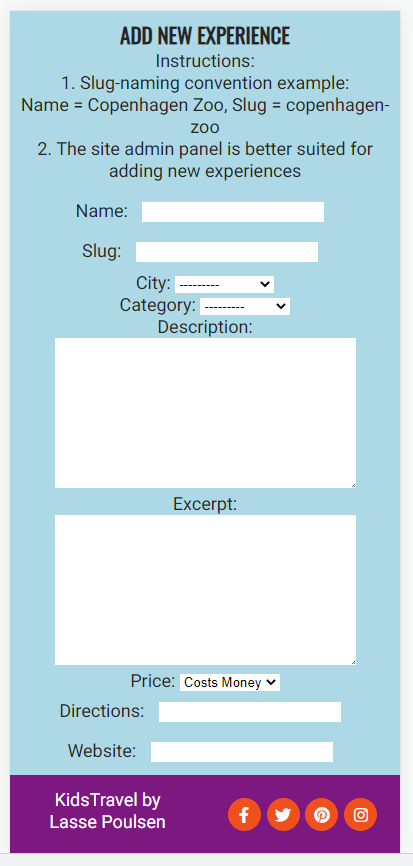 ADD NEW EXPERIENCE
Instructions:
1. Slug-naming convention example:
Name = Copenhagen Zoo, Slug = copenhagen-
zoo
2. The site admin panel is better suited for
adding new experiences
Name:
Slug:
City: ---------
Category: ---------
Description:
Excerpt:
Price: Costs Money
Directions:
Website:
KidsTravel by
Lasse Poulsen